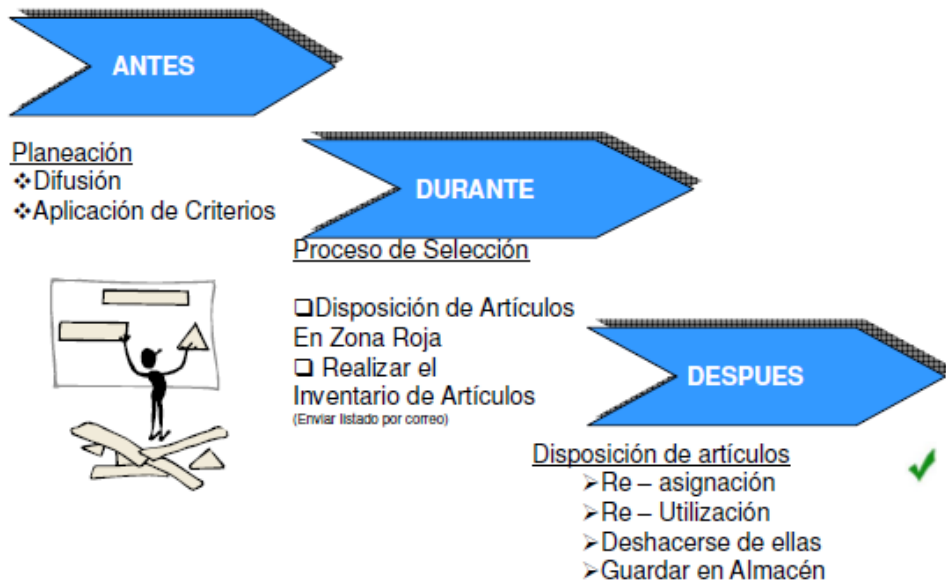 ANTES
Planeación
❖Difusión
❖Aplicación de Criterios
DURANTE
Proceso de Selección
❑Disposición de Artículos
En Zona Roja
❑ Realizar el
Inventario de Artículos
(Enviar listado por correo)
DESPUES
Disposición de artículos
➢Re – asignación
➢Re – Utilización
➢Deshacerse de ellas
➢Guardar en Almacén